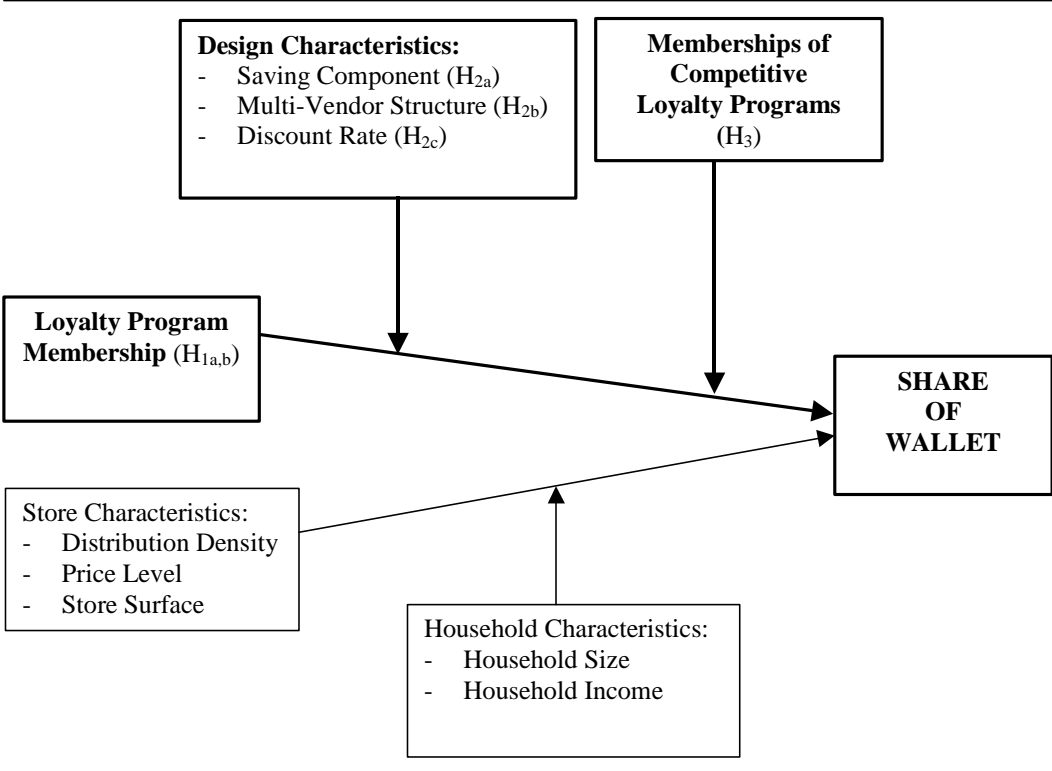 Design Characteristics:
- Saving Component (H2a)
- Multi-Vendor Structure (H2b)
- Discount Rate (H2c)
Memberships of
Competitive
Loyalty Programs
(H3)
Loyalty Program
Membership (H1a,b)
SHARE
OF
WALLET
Store Characteristics:
- Distribution Density
- Price Level
- Store Surface
Household Characteristics:
- Household Size
- Household Income